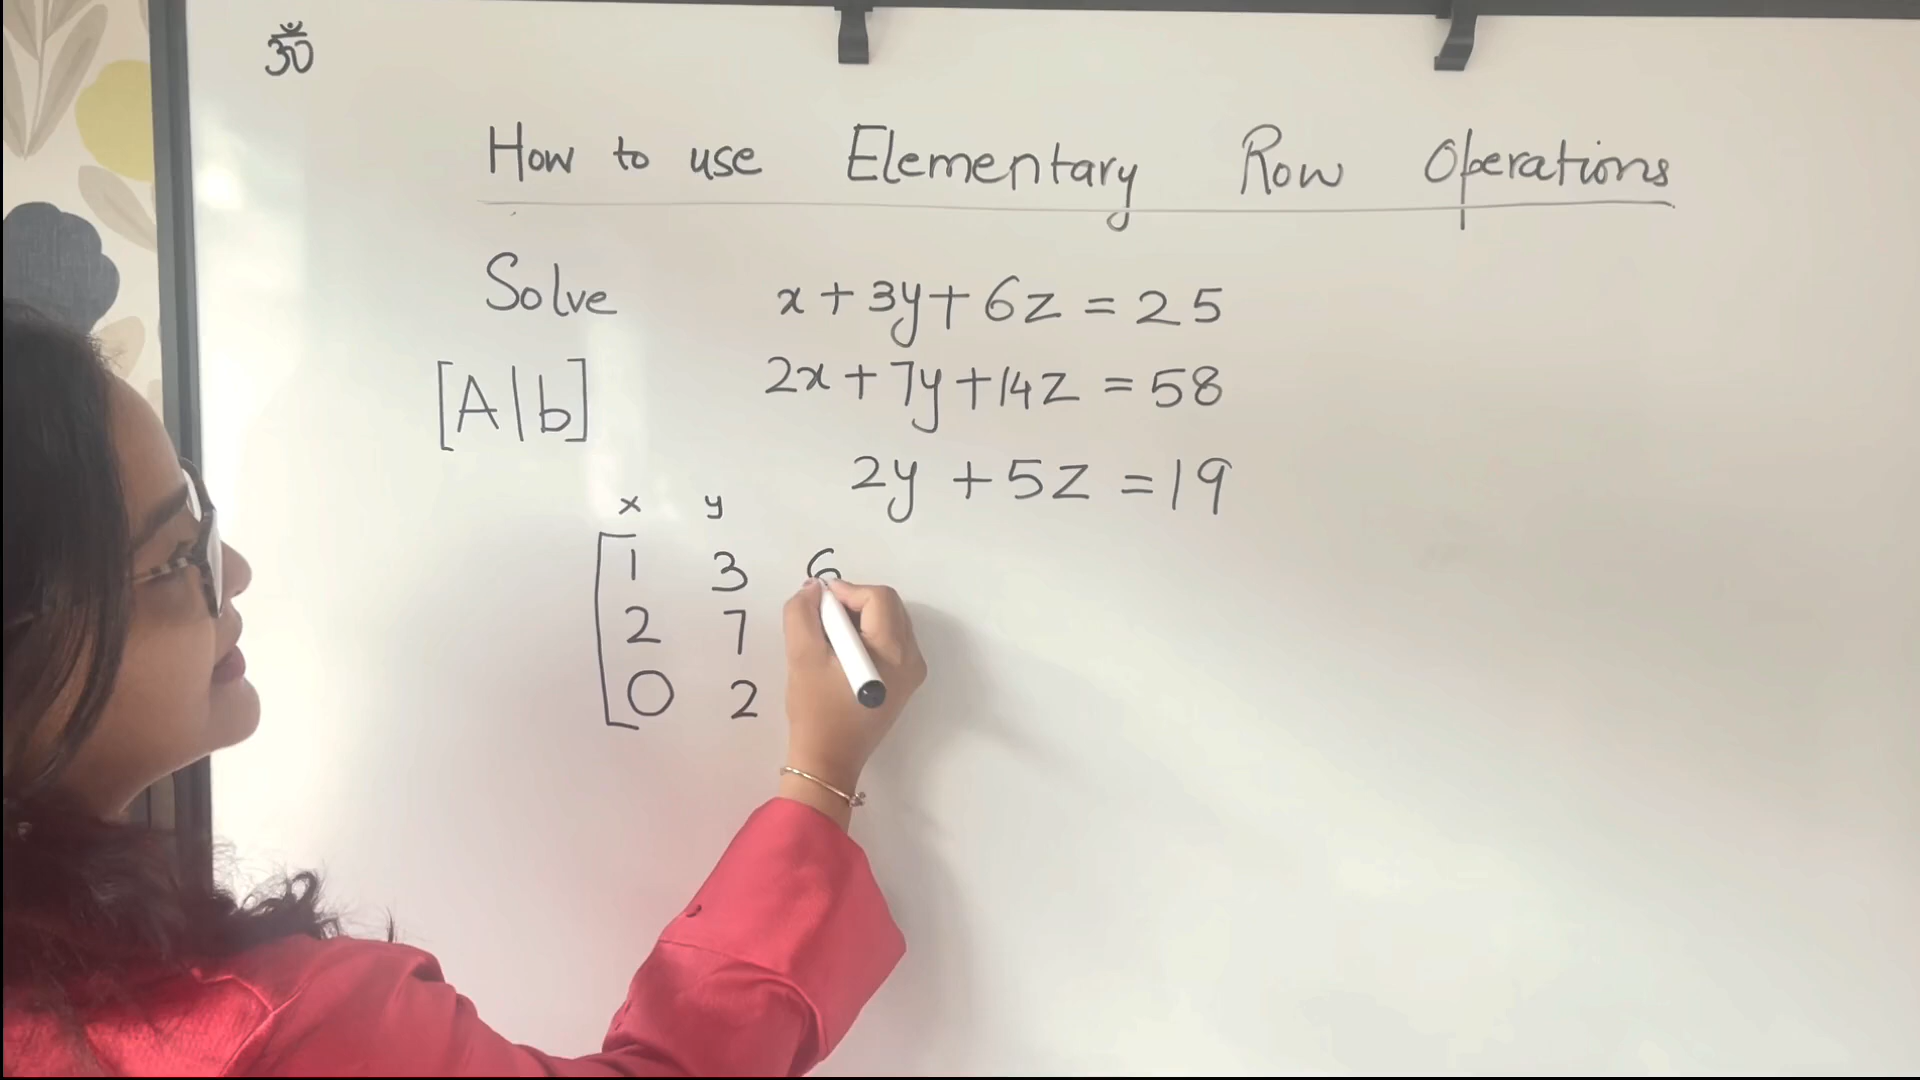 ॐ
How to use Elementary Row Operations
Solve x + 3y + 6z = 25
[A|b] 2x + 7y + 14z = 58
2y + 5z = 19
x y
1 3 6
2 7
0 2